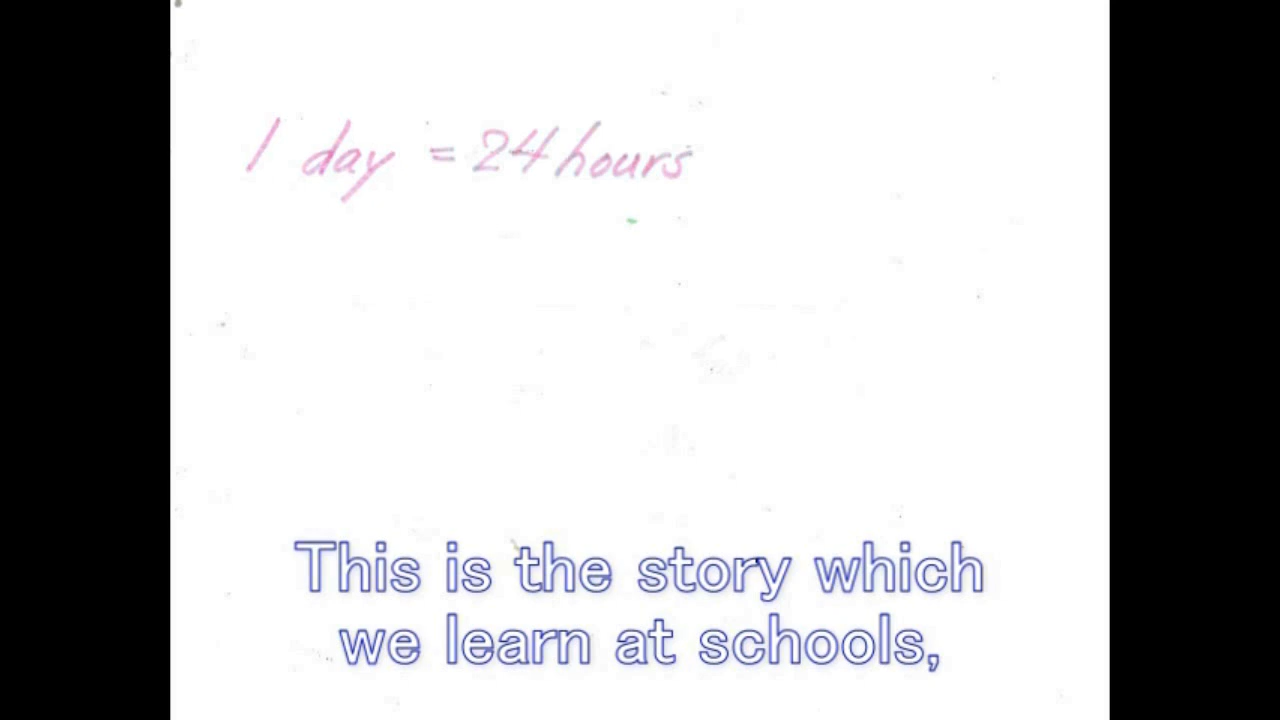 1 day = 24 hours
This is the story which
we learn at schools,